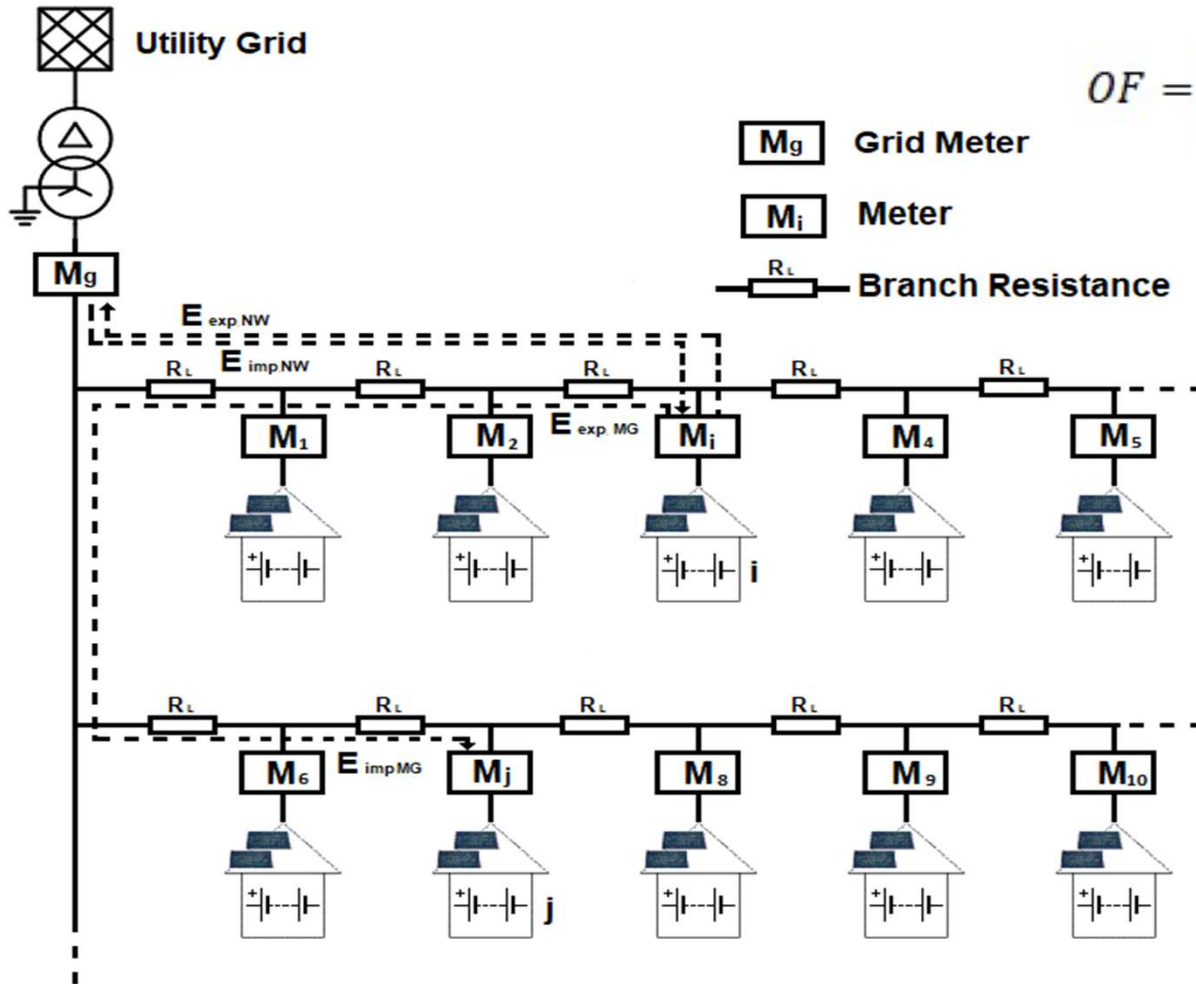 Utility Grid
OF =
Mg Grid Meter
Mi Meter
RL Branch Resistance
Mg
E exp.NW
E imp.NW
RL RL RL RL RL
E exp. MG
M1 M2 Mi M4 M5
+ + + + +
i
RL RL RL RL RL
E imp MG
M6 Mj M8 M9 M10
+ + + + +
j